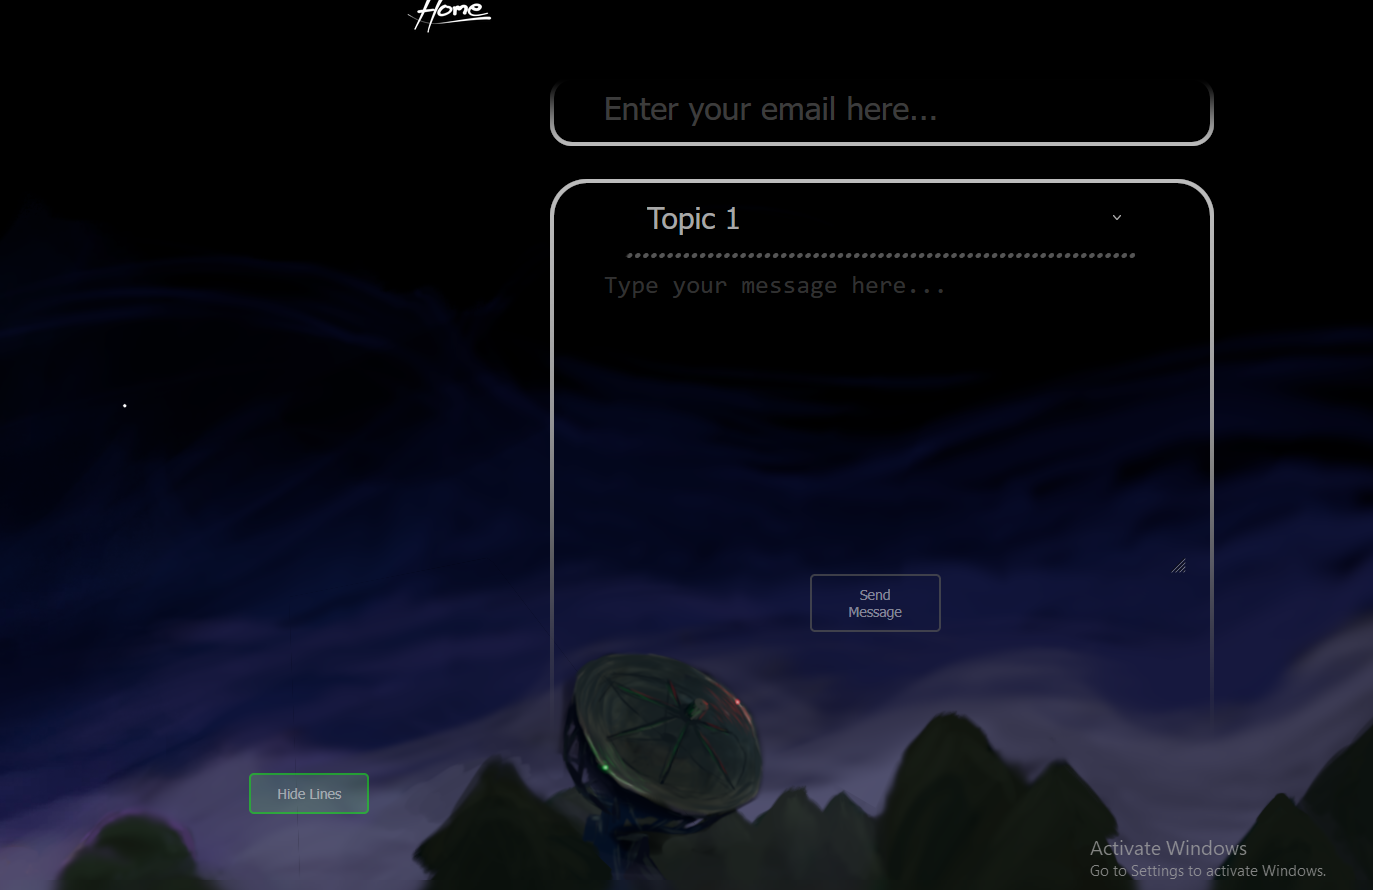 Home
Enter your email here...
Topic 1
Type your message here...
Send
Message
Hide Lines
Activate Windows
Go to Settings to activate Windows.